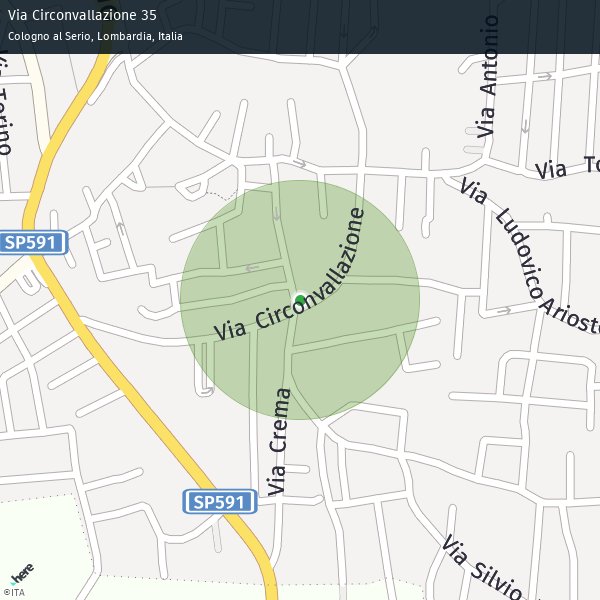 Via Circonvallazione 35
Cologno al Serio, Lombardia, Italia
Via Torino
Via Antonio
Via To
Via Ludovico Ariosto
SP591
Via Circonvallazione
Via Crema
SP591
Via Silvio
here
©ITA